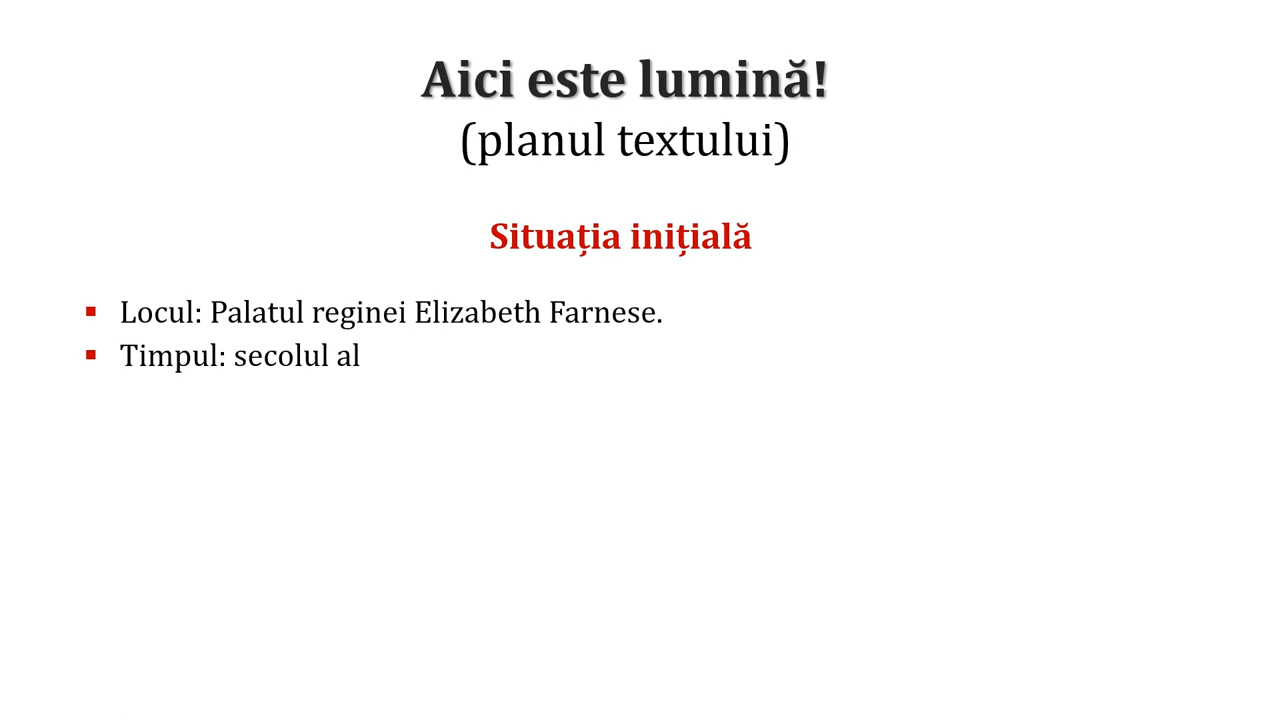 Aici este lumină!
(planul textului)
Situația inițială
▪ Locul: Palatul reginei Elizabeth Farnese.
▪ Timpul: secolul al